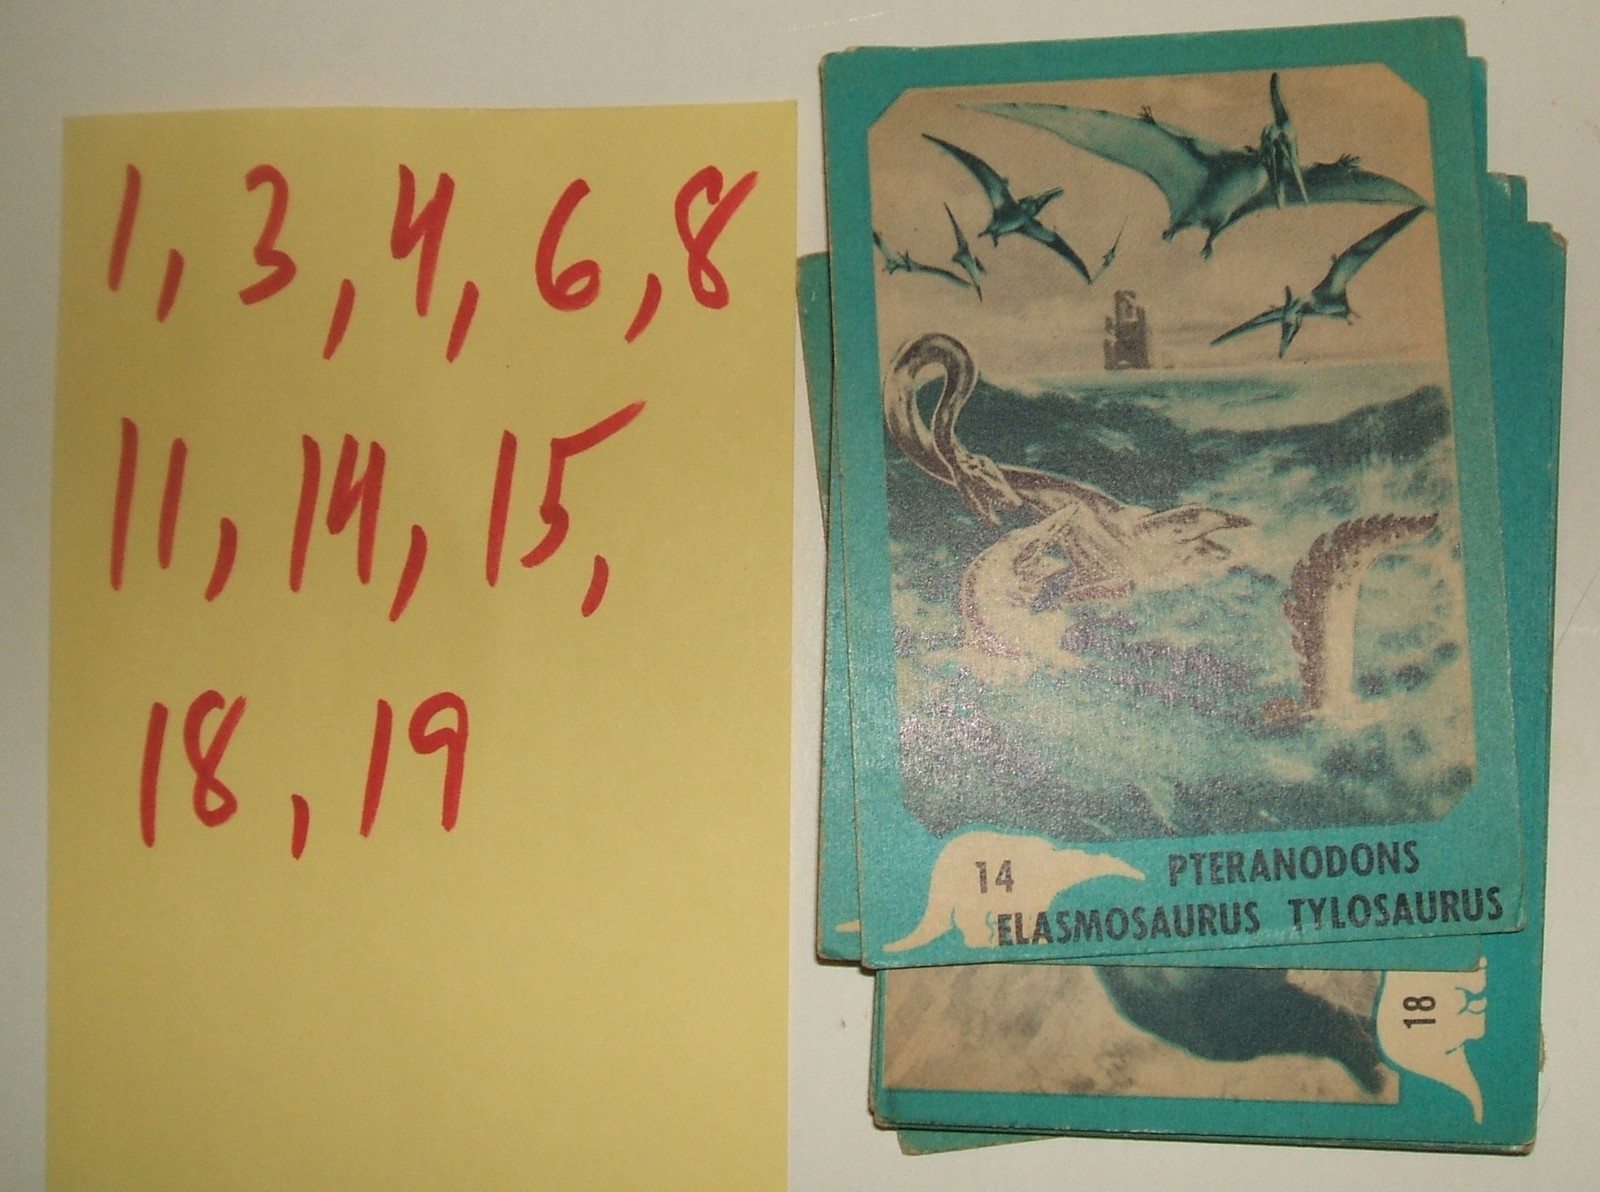 1, 3, 4, 6, 8
11, 14, 15,
18, 19
14 PTERANODONS
ELASMOSAURUS TYLOSAURUS
18